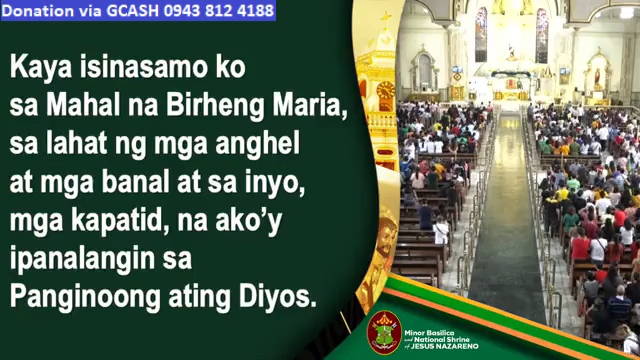 Donation via GCASH 0943 812 4188
Kaya isinasamo ko
sa Mahal na Birheng Maria,
sa lahat ng mga anghel
at mga banal at sa inyo,
mga kapatid, na ako’y
ipanalangin sa
Panginoong ating Diyos.
Minor Basilica
and National Shrine
of JESUS NAZARENO